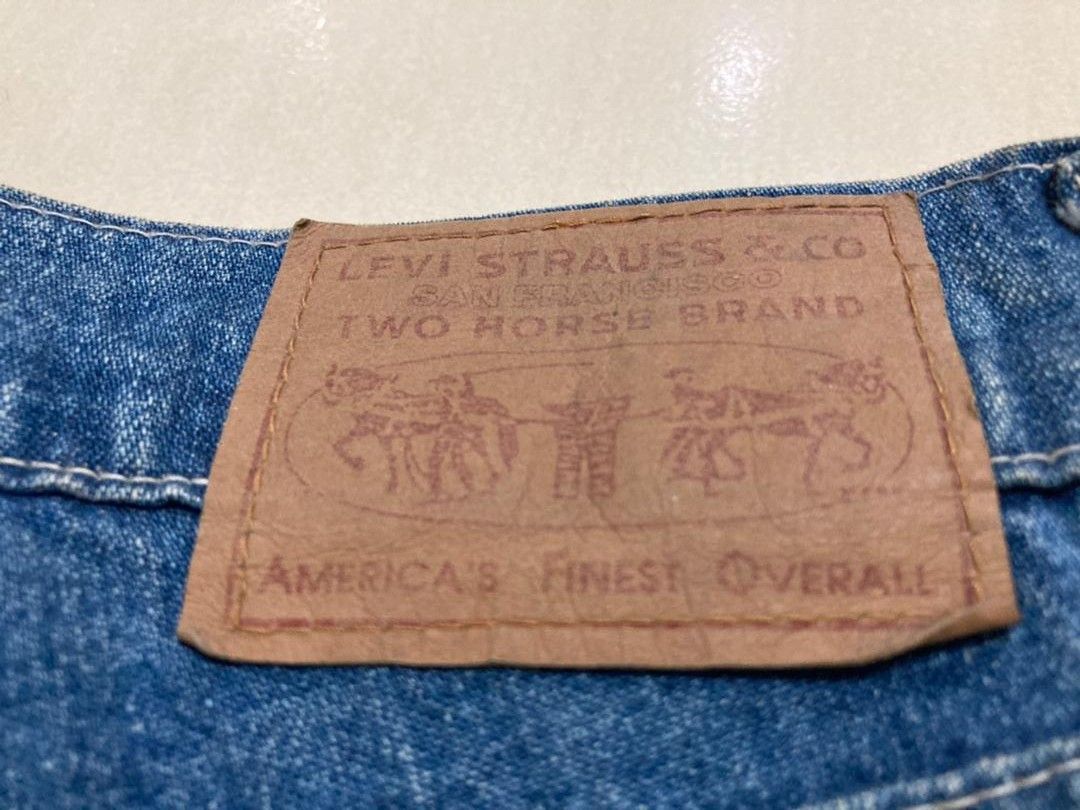 LEVI STRAUSS & CO
SAN FRANCISCO
TWO HORSE BRAND
AMERICA'S FINEST OVERALL